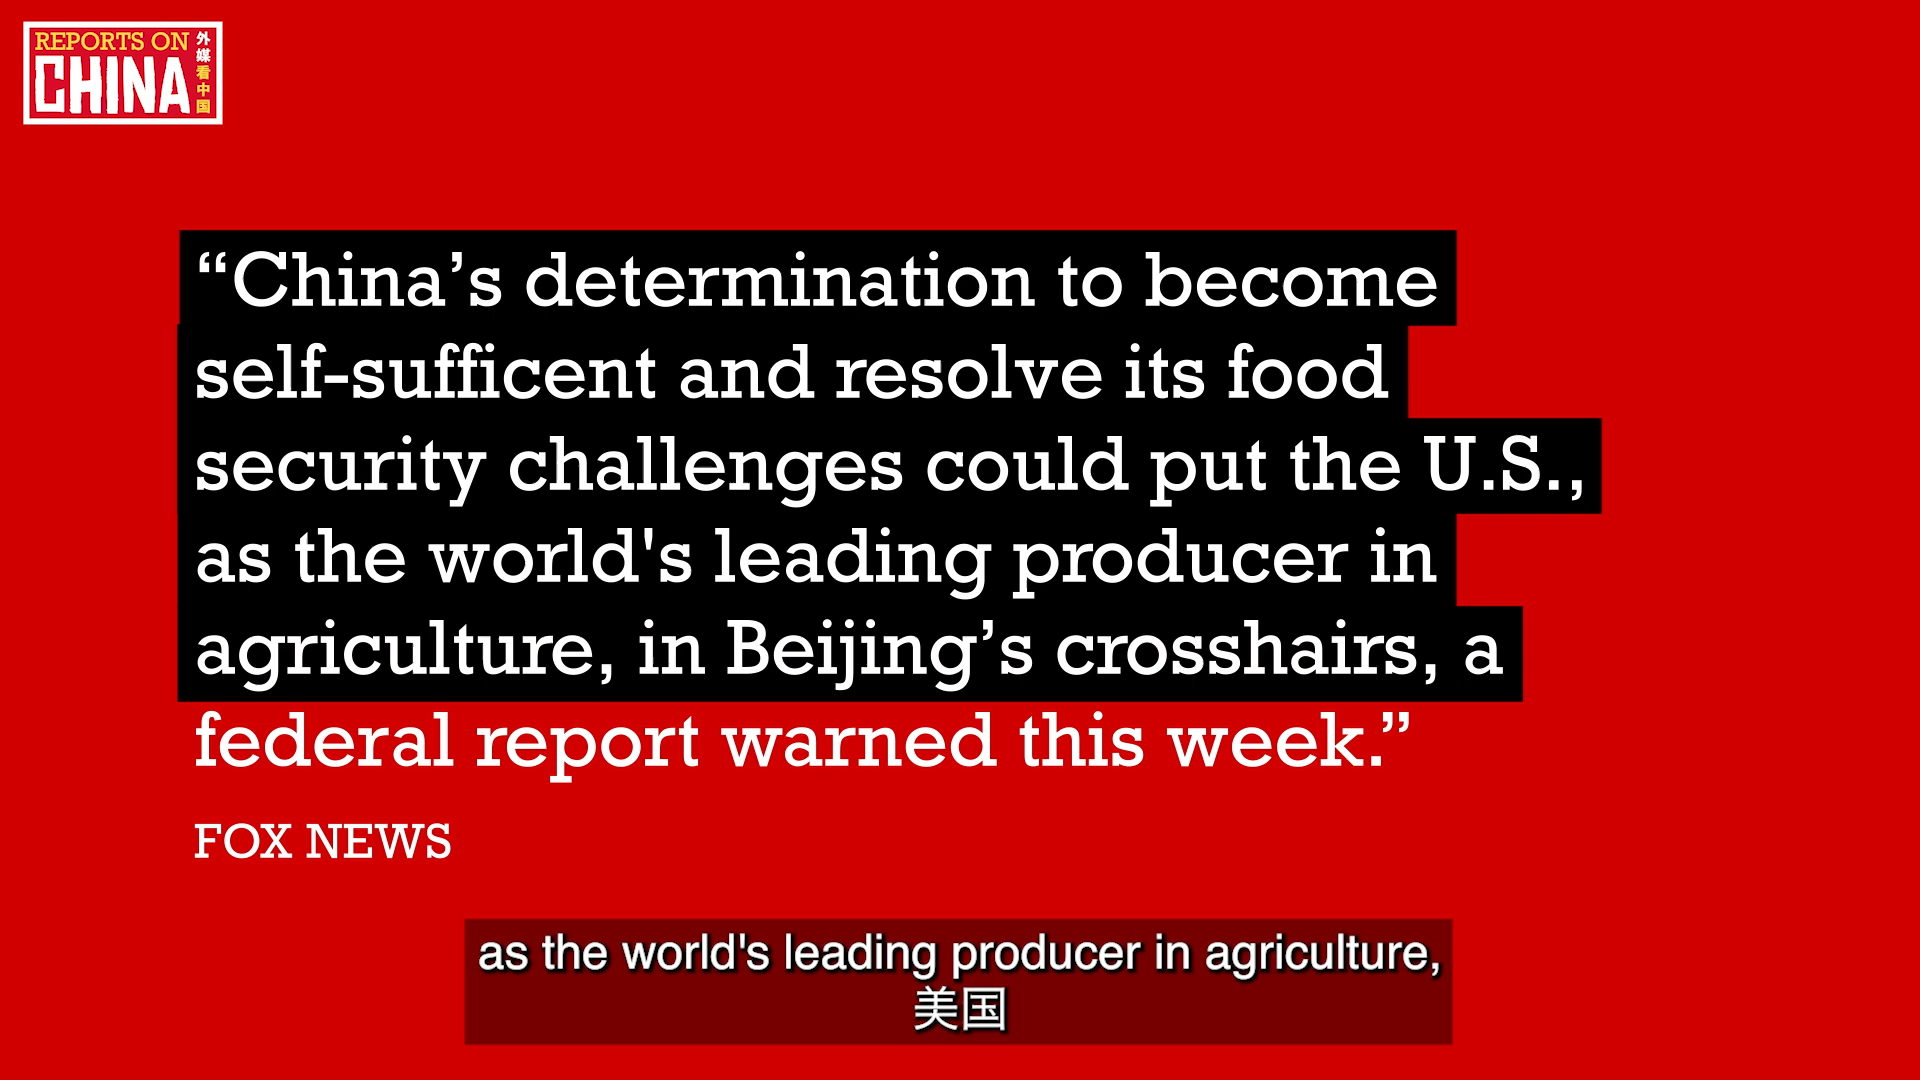 REPORTS ON
CHINA
外媒看中国
“China’s determination to become
self-sufficent and resolve its food
security challenges could put the U.S.,
as the world's leading producer in
agriculture, in Beijing’s crosshairs, a
federal report warned this week.”
FOX NEWS
as the world's leading producer in agriculture,
美国